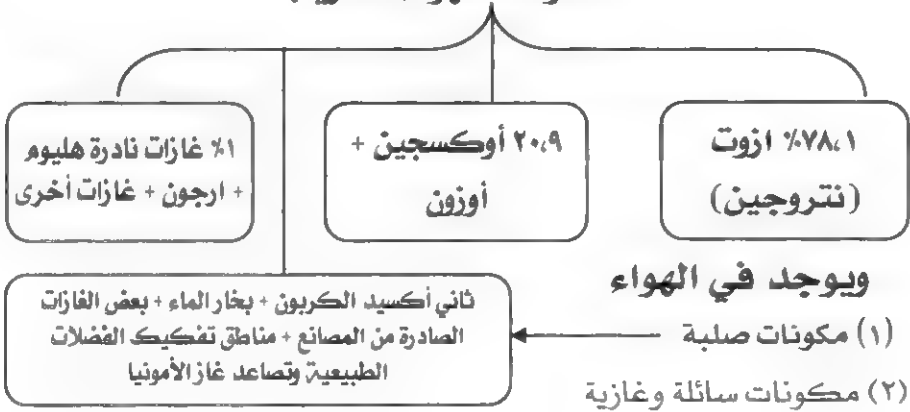 ٧٨،١٪ ازوت
(نتروجين)
٢٠،٩ أوكسجين +
أوزون
١٪ غازات نادرة هليوم
+ ارجون + غازات أخرى
ويوجد في الهواء
(١) مكونات صلبة
ثاني أكسيد الكربون + بخار الماء + بعض الغازات
الصادرة من المصانع + مناطق تفكيك الفضلات
الطبيعية وتصاعد غاز الأمونيا
(٢) مكونات سائلة وغازية